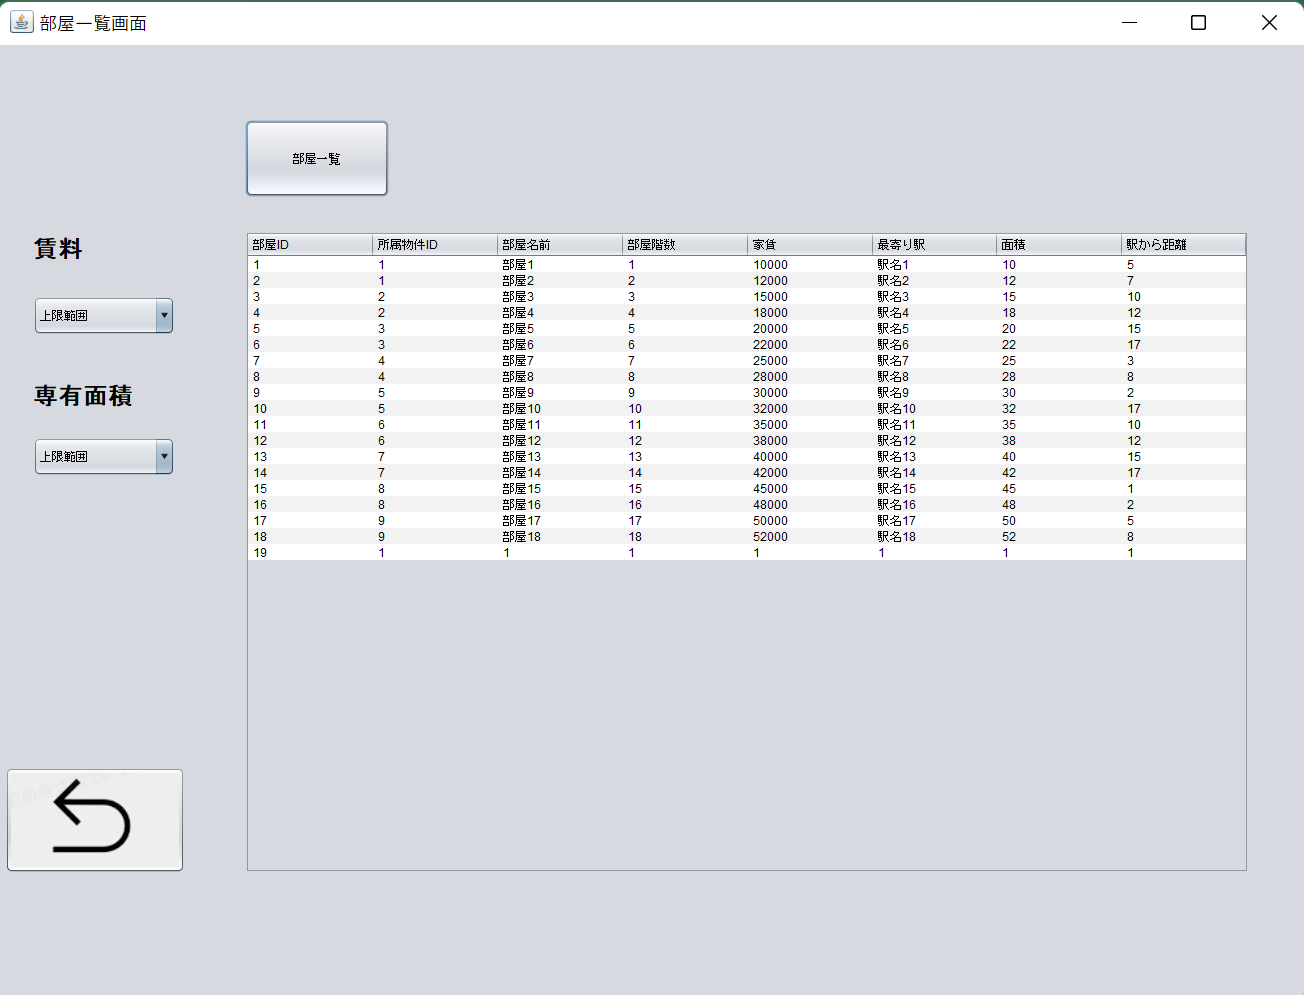 部屋一覧画面
部屋一覧
賃料
上限範囲
専有面積
上限範囲
部屋ID 所属物件ID 部屋名前 部屋階数 家賃 最寄り駅 面積 駅から距離
1 1 部屋1 1 10000 駅名1 10 5
2 1 部屋2 2 12000 駅名2 12 7
3 2 部屋3 3 15000 駅名3 15 10
4 2 部屋4 4 18000 駅名4 18 12
5 3 部屋5 5 20000 駅名5 20 15
6 3 部屋6 6 22000 駅名6 22 17
7 4 部屋7 7 25000 駅名7 25 3
8 4 部屋8 8 28000 駅名8 28 8
9 5 部屋9 9 30000 駅名9 30 2
10 5 部屋10 10 32000 駅名10 32 17
11 6 部屋11 11 35000 駅名11 35 10
12 6 部屋12 12 38000 駅名12 38 12
13 7 部屋13 13 40000 駅名13 40 15
14 7 部屋14 14 42000 駅名14 42 17
15 8 部屋15 15 45000 駅名15 45 1
16 8 部屋16 16 48000 駅名16 48 2
17 9 部屋17 17 50000 駅名17 50 5
18 9 部屋18 18 52000 駅名18 52 8
19 1 1 1 1 1 1 1